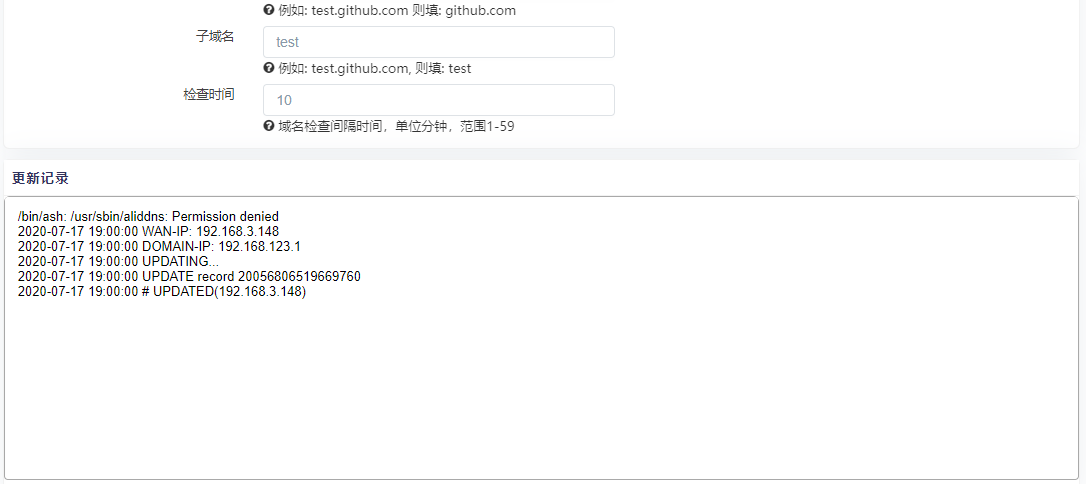 例如: test.github.com 则填: github.com
子域名
test
例如: test.github.com, 则填: test
检查时间
10
域名检查间隔时间，单位分钟，范围1-59
更新记录
/bin/ash: /usr/sbin/aliddns: Permission denied
2020-07-17 19:00:00 WAN-IP: 192.168.3.148
2020-07-17 19:00:00 DOMAIN-IP: 192.168.123.1
2020-07-17 19:00:00 UPDATING...
2020-07-17 19:00:00 UPDATE record 20056806519669760
2020-07-17 19:00:00 # UPDATED(192.168.3.148)